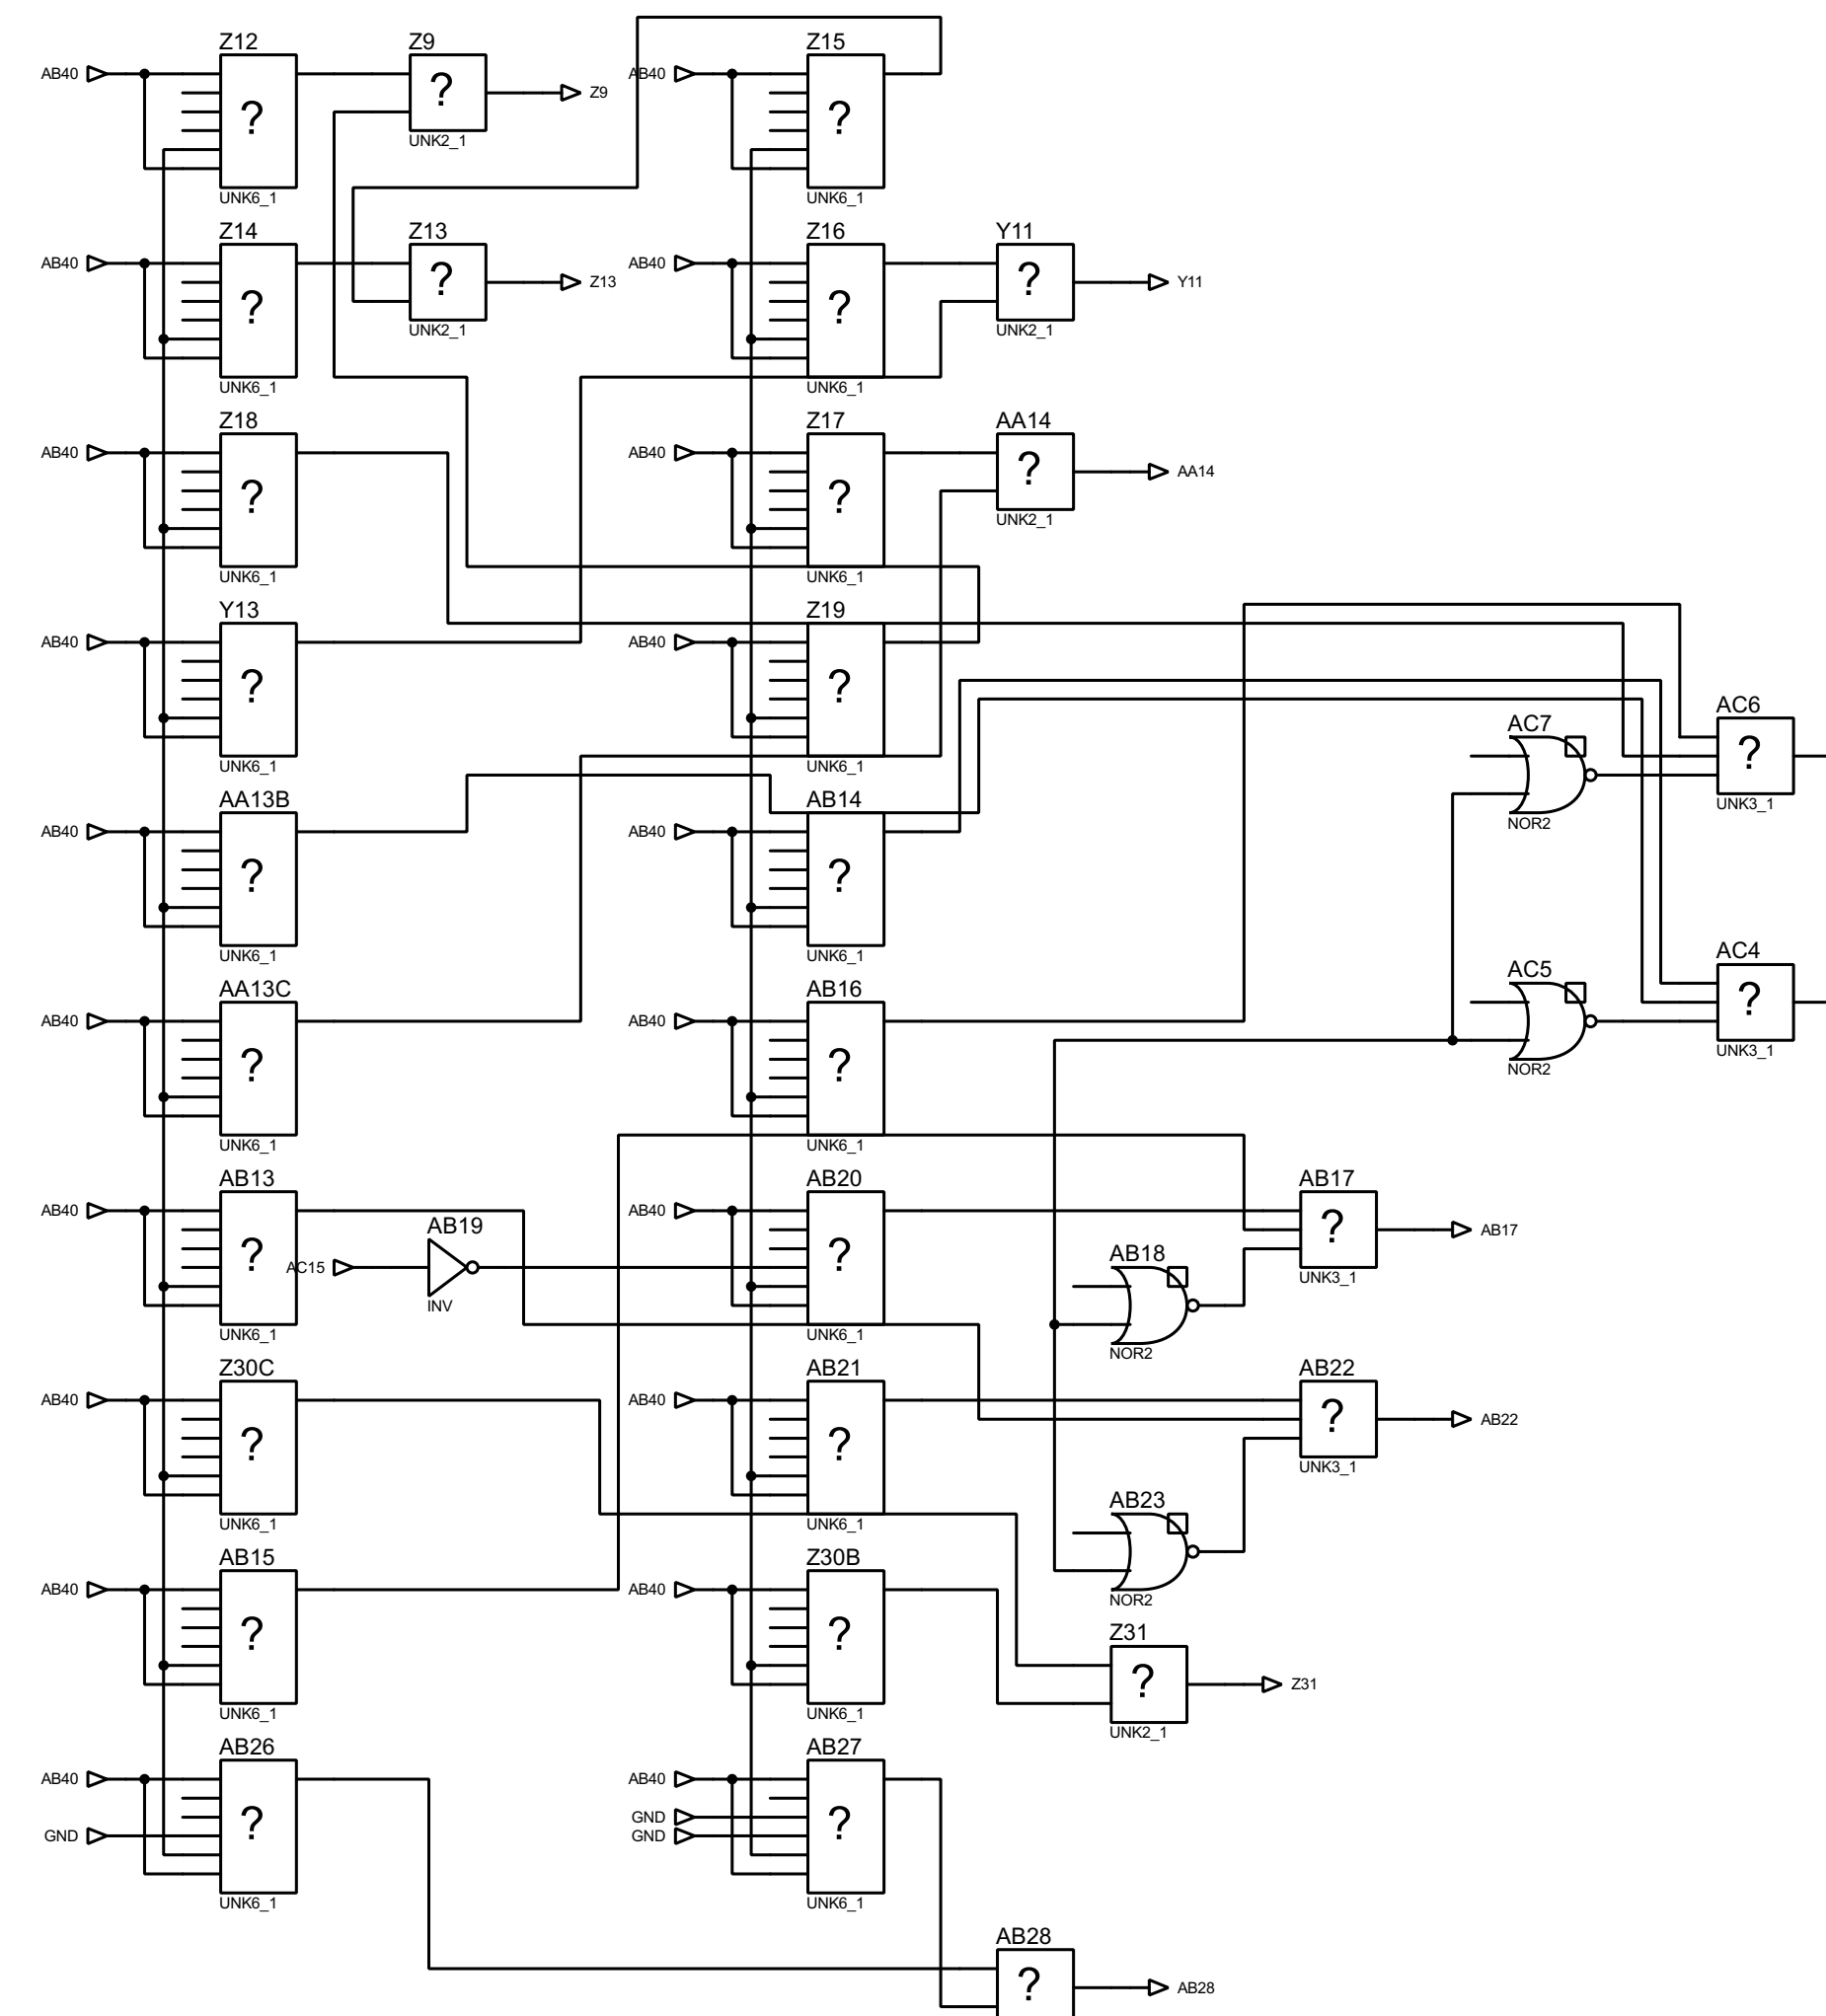 Z12
Z9
Z15
AB40
?
?
Z9
AB40
?
UNK2_1
UNK6_1
UNK6_1
Z14
Z13
Z16
Y11
AB40
?
?
Z13
AB40
?
?
Y11
UNK2_1
UNK2_1
UNK6_1
UNK6_1
Z18
Z17
AA14
AB40
?
AB40
?
?
AA14
UNK2_1
UNK6_1
UNK6_1
Y13
Z19
AB40
?
AB40
?
AC6
AC7
?
UNK6_1
UNK6_1
UNK3_1
AA13B
AB14
NOR2
AB40
?
AB40
?
UNK6_1
UNK6_1
AC4
AC5
AA13C
AB16
?
AB40
?
AB40
?
UNK3_1
NOR2
UNK6_1
UNK6_1
AB13
AB20
AB17
AB40
?
AB19
AB40
?
?
AB17
AC15
AB18
UNK3_1
INV
UNK6_1
UNK6_1
NOR2
Z30C
AB21
AB22
AB40
?
AB40
?
?
AB22
UNK3_1
AB23
UNK6_1
UNK6_1
AB15
Z30B
AB40
?
AB40
?
NOR2
Z31
?
Z31
UNK6_1
UNK6_1
UNK2_1
AB26
AB27
AB40
?
AB40
?
GND
GND
GND
UNK6_1
UNK6_1
AB28
?
AB28